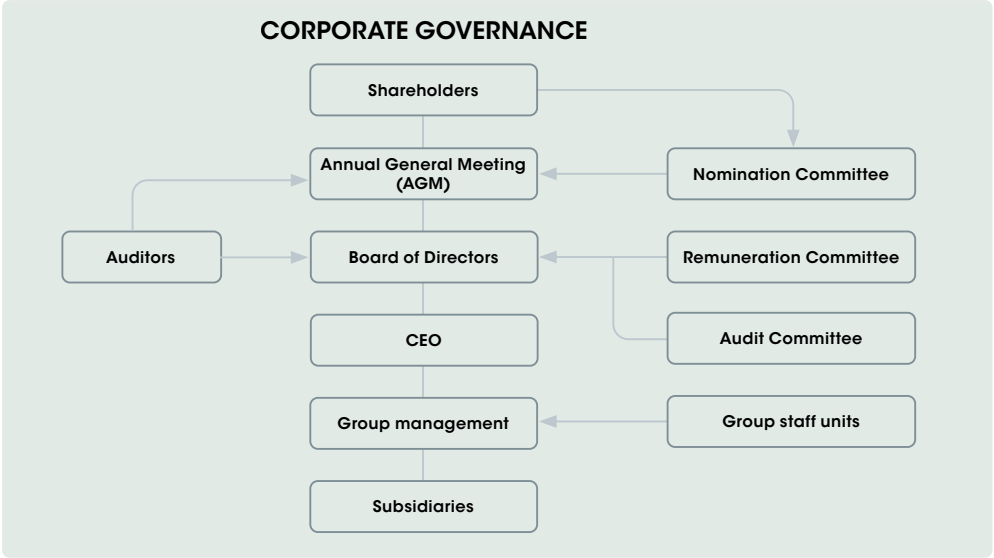 CORPORATE GOVERNANCE
Shareholders
Annual General Meeting
(AGM)
Nomination Committee
Auditors
Board of Directors
Remuneration Committee
CEO
Audit Committee
Group management
Group staff units
Subsidiaries